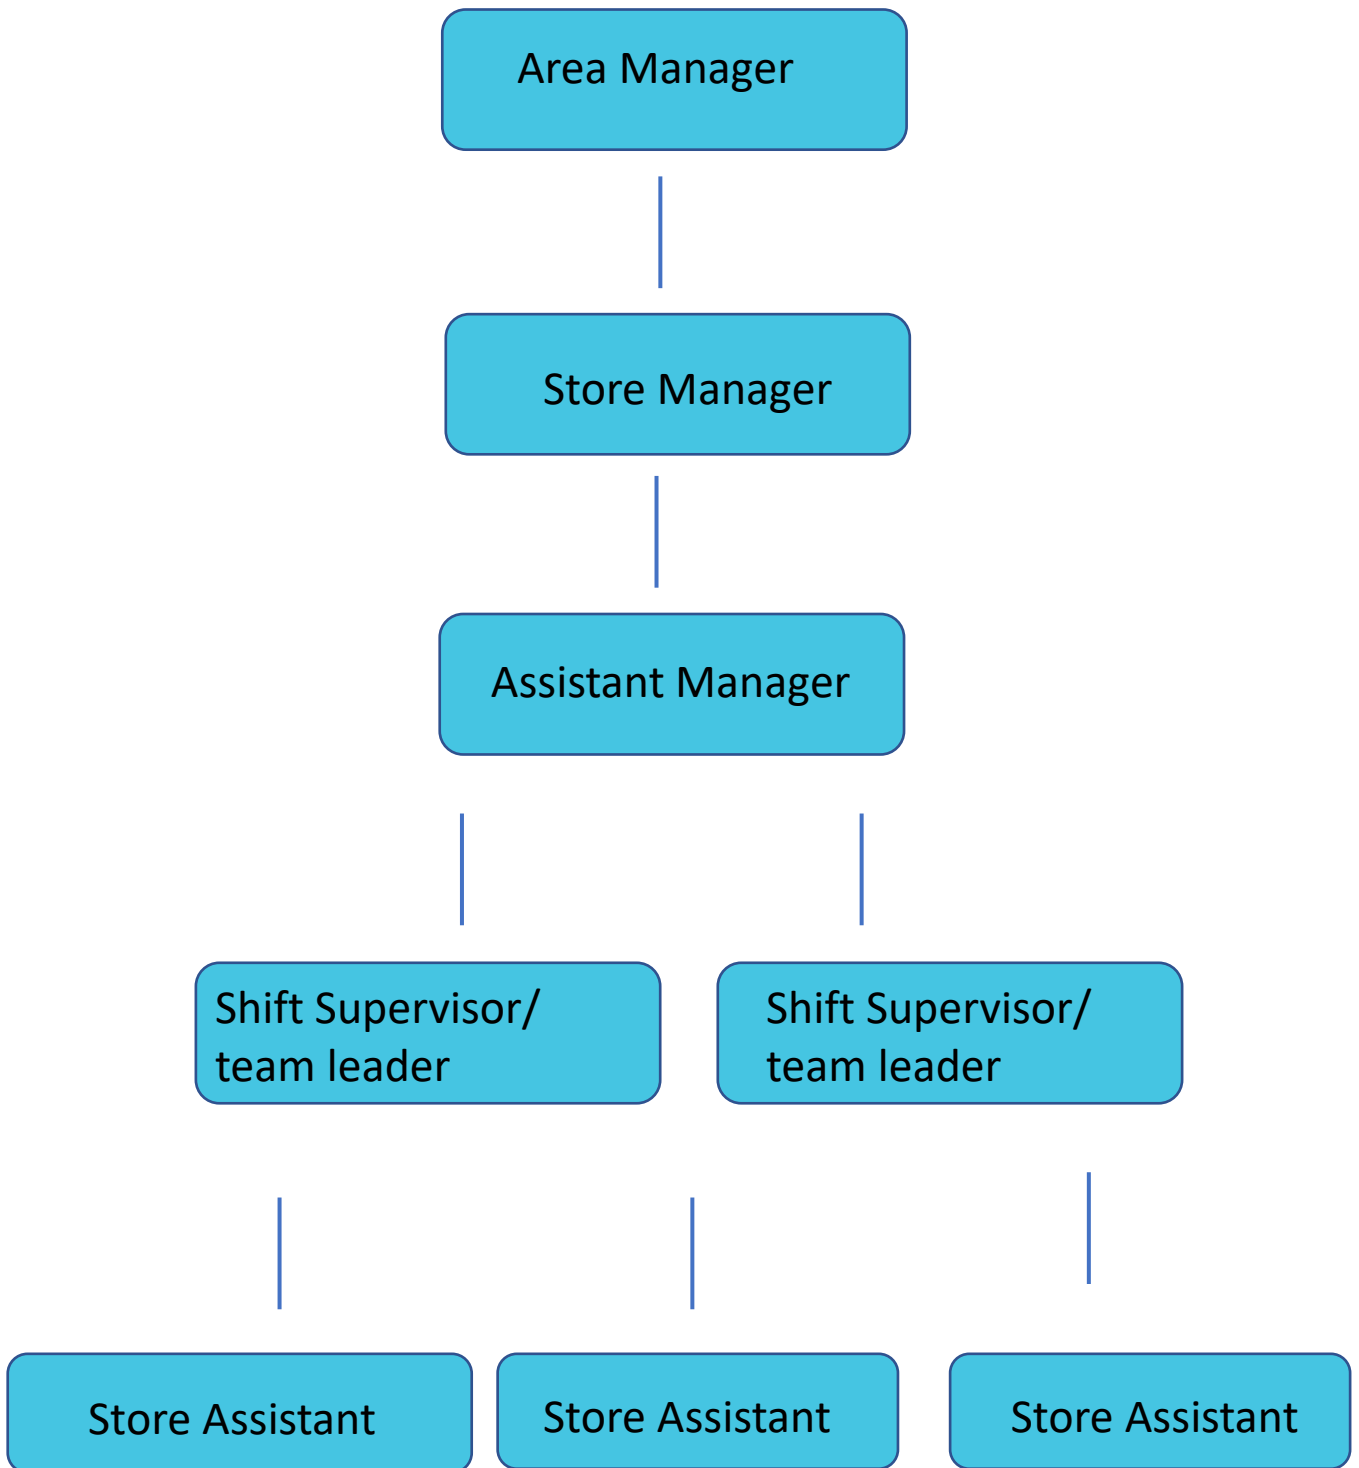 Area Manager
Store Manager
Assistant Manager
Shift Supervisor/
team leader
Shift Supervisor/
team leader
Store Assistant
Store Assistant
Store Assistant